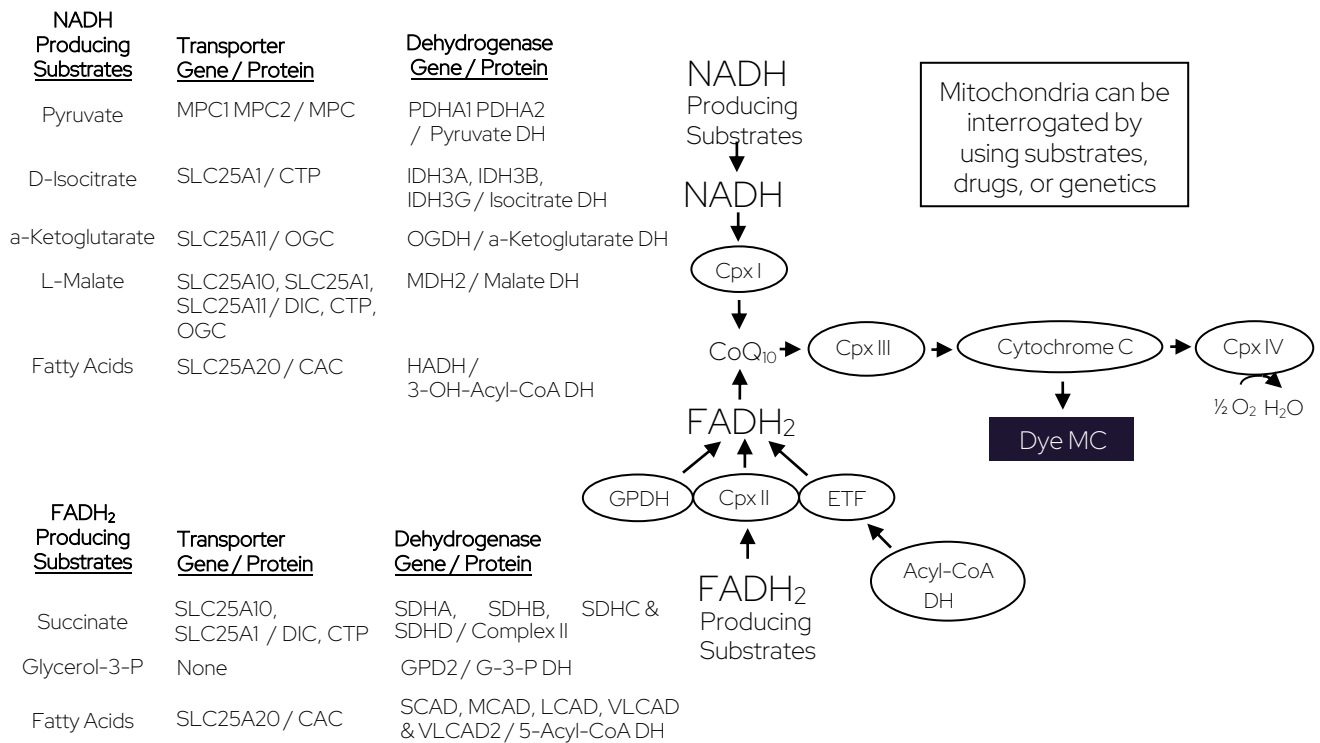 NADH
Producing
Substrates
Transporter
Gene / Protein
Dehydrogenase
Gene / Protein
Pyruvate
MPC1 MPC2 / MPC
PDHA1 PDHA2
/ Pyruvate DH
D-Isocitrate
SLC25A1 / CTP
IDH3A, IDH3B,
IDH3G / Isocitrate DH
a-Ketoglutarate
SLC25A11 / OGC
OGDH / a-Ketoglutarate DH
L-Malate
SLC25A10, SLC25A1,
SLC25A11 / DIC, CTP,
OGC
MDH2 / Malate DH
Fatty Acids
SLC25A20 / CAC
HADH /
3-OH-Acyl-CoA DH
FADH₂
Producing
Substrates
Transporter
Gene / Protein
Dehydrogenase
Gene / Protein
Succinate
SLC25A10,
SLC25A1 / DIC, CTP
SDHA, SDHB, SDHC &
SDHD / Complex II
Glycerol-3-P
None
GPD2 / G-3-P DH
Fatty Acids
SLC25A20 / CAC
SCAD, MCAD, LCAD, VLCAD
& VLCAD2 / 5-Acyl-CoA DH
NADH
Producing
Substrates
NADH
Cpx I
CoQ₁₀
Cpx III
Cytochrome C
Cpx IV
½ O₂ H₂O
Dye MC
FADH₂
GPDH
Cpx II
ETF
Acyl-CoA
DH
FADH₂
Producing
Substrates
Mitochondria can be
interrogated by
using substrates,
drugs, or genetics